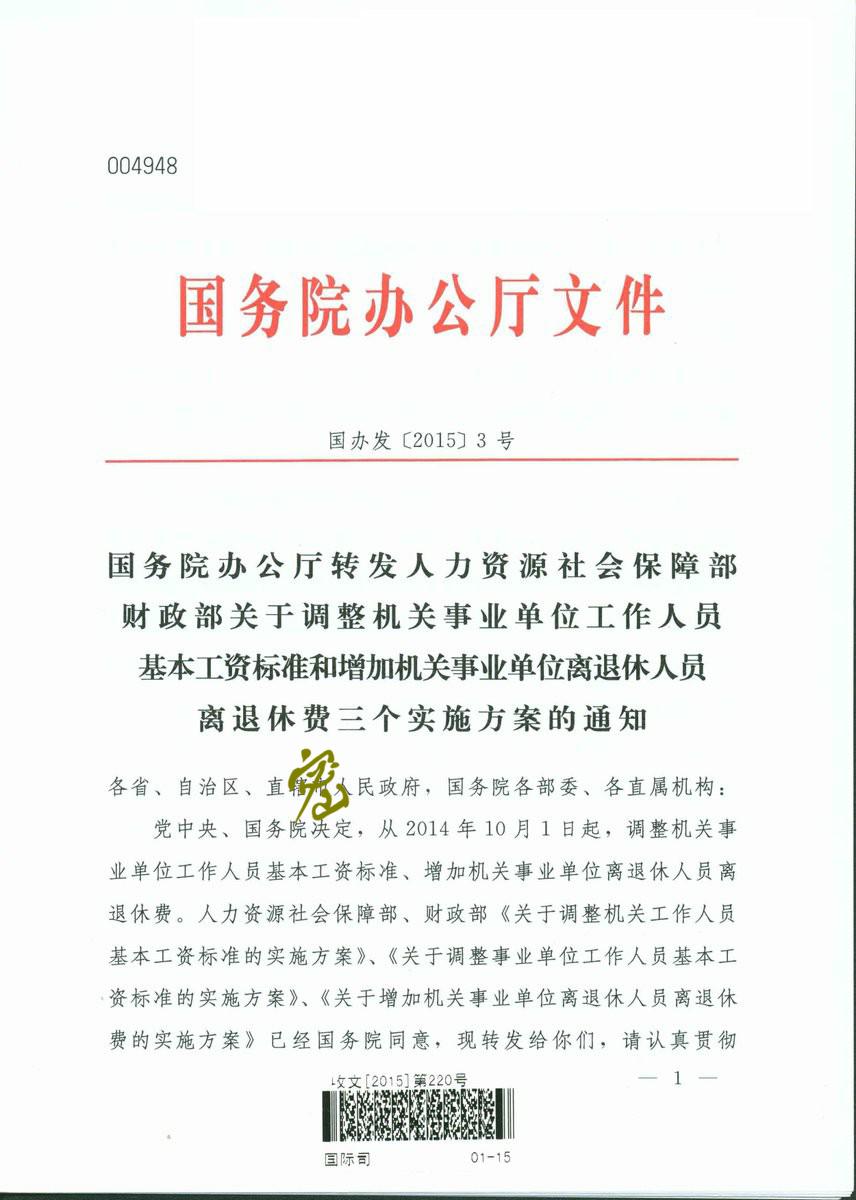 004948
国务院办公厅文件
国办发〔2015〕3号
国务院办公厅转发人力资源社会保障部
财政部关于调整机关事业单位工作人员
基本工资标准和增加机关事业单位离退休人员
离退休费三个实施方案的通知
各省、自治区、直辖市人民政府，国务院各部委、各直属机构：
党中央、国务院决定，从2014年10月1日起，调整机关事
业单位工作人员基本工资标准、增加机关事业单位离退休人员离
退休费。人力资源社会保障部、财政部《关于调整机关工作人员
基本工资标准的实施方案》、《关于调整事业单位工作人员基本工
资标准的实施方案》、《关于增加机关事业单位离退休人员离退休
费的实施方案》已经国务院同意，现转发给你们，请认真贯彻
— 1 —
收文[2015]第220号
国际司 01-15